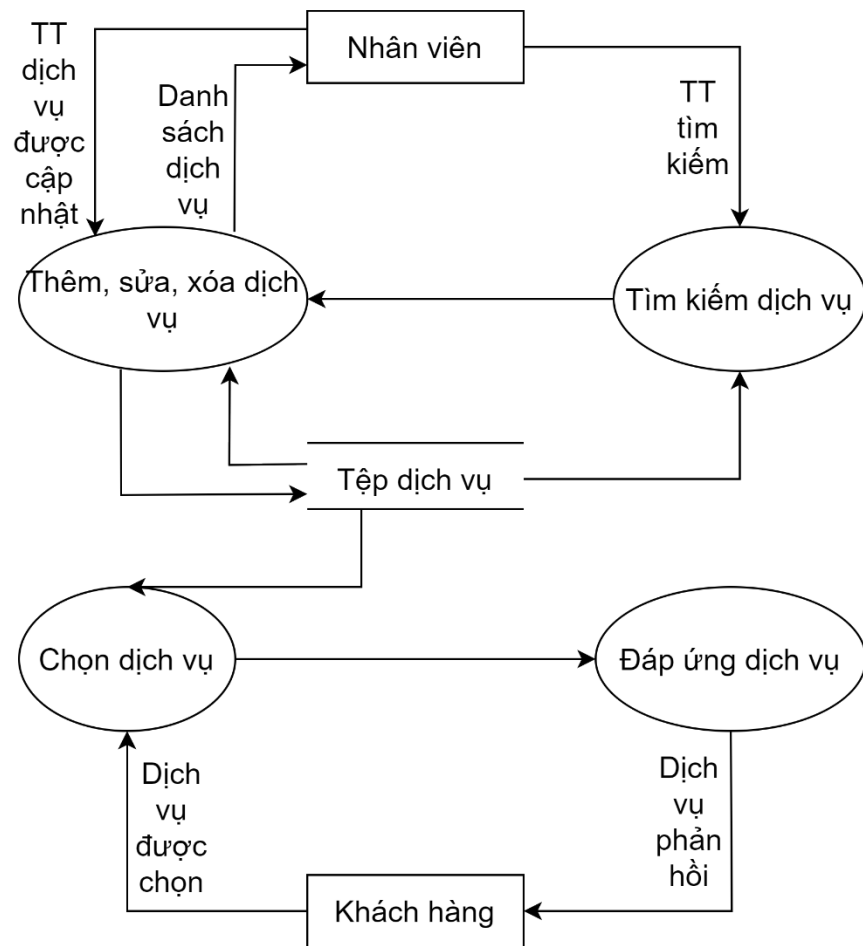 Nhân viên
TT
dịch
vụ
được
cập
nhật
Danh
sách
dịch
vụ
TT
tìm
kiếm
Thêm, sửa, xóa dịch
vụ
Tìm kiếm dịch vụ
Tệp dịch vụ
Chọn dịch vụ
Đáp ứng dịch vụ
Dịch
vụ
được
chọn
Dịch
vụ
phản
hồi
Khách hàng